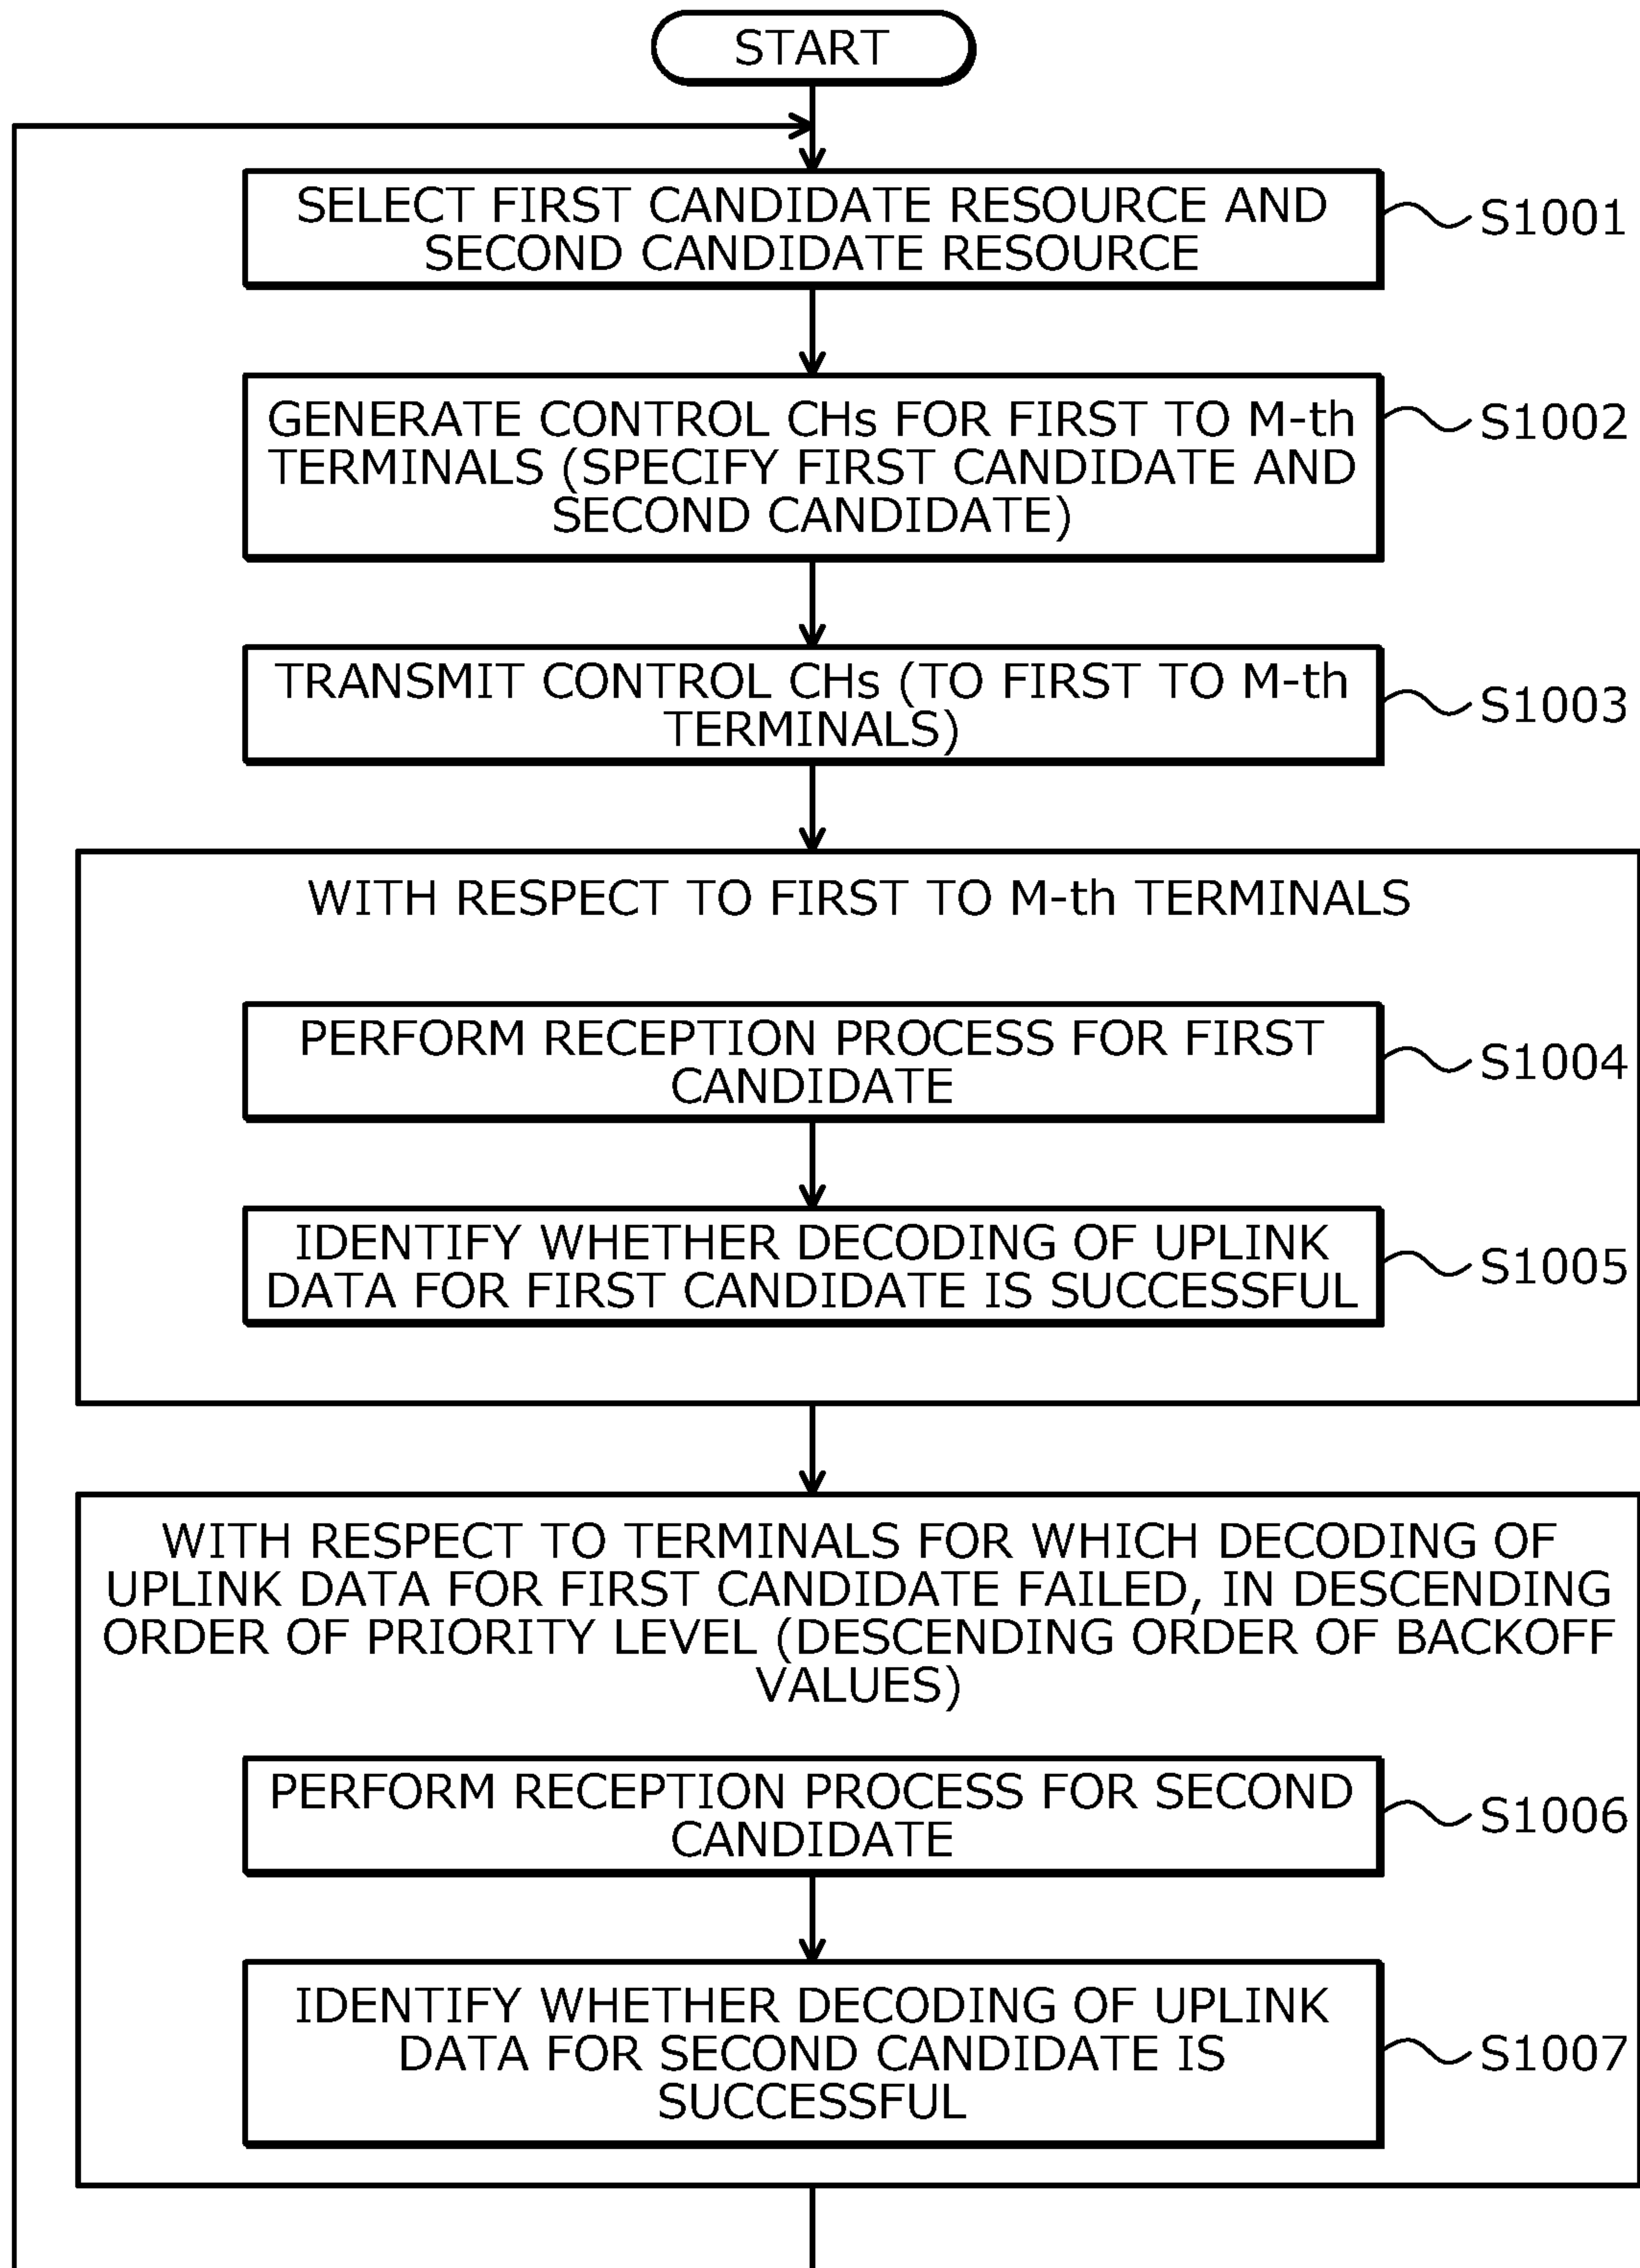 START
SELECT FIRST CANDIDATE RESOURCE AND
SECOND CANDIDATE RESOURCE
S1001
GENERATE CONTROL CHs FOR FIRST TO M-th
TERMINALS (SPECIFY FIRST CANDIDATE AND
SECOND CANDIDATE)
S1002
TRANSMIT CONTROL CHs (TO FIRST TO M-th
TERMINALS)
S1003
WITH RESPECT TO FIRST TO M-th TERMINALS
PERFORM RECEPTION PROCESS FOR FIRST
CANDIDATE
S1004
IDENTIFY WHETHER DECODING OF UPLINK
DATA FOR FIRST CANDIDATE IS SUCCESSFUL
S1005
WITH RESPECT TO TERMINALS FOR WHICH DECODING OF
UPLINK DATA FOR FIRST CANDIDATE FAILED, IN DESCENDING
ORDER OF PRIORITY LEVEL (DESCENDING ORDER OF BACKOFF
VALUES)
PERFORM RECEPTION PROCESS FOR SECOND
CANDIDATE
S1006
IDENTIFY WHETHER DECODING OF UPLINK
DATA FOR SECOND CANDIDATE IS
SUCCESSFUL
S1007